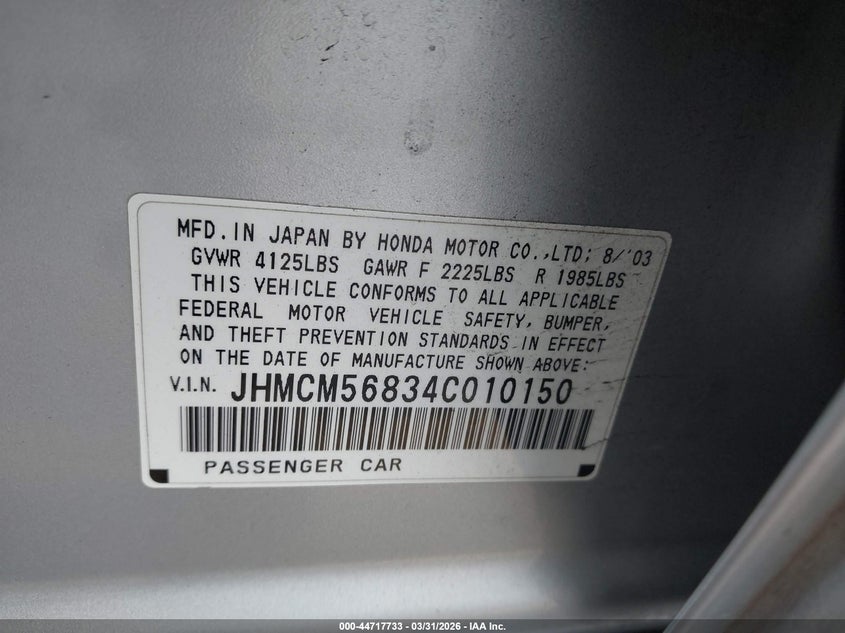 MFD. IN JAPAN BY HONDA MOTOR CO.,LTD; 8/'03
GVWR 4125LBS GAWR F 2225LBS R 1985LBS
THIS VEHICLE CONFORMS TO ALL APPLICABLE
FEDERAL MOTOR VEHICLE SAFETY, BUMPER,
AND THEFT PREVENTION STANDARDS IN EFFECT
ON THE DATE OF MANUFACTURE SHOWN ABOVE:
V.I.N. JHMCM56834C010150
PASSENGER CAR
000-44717733 - 03/31/2026 - IAA Inc.